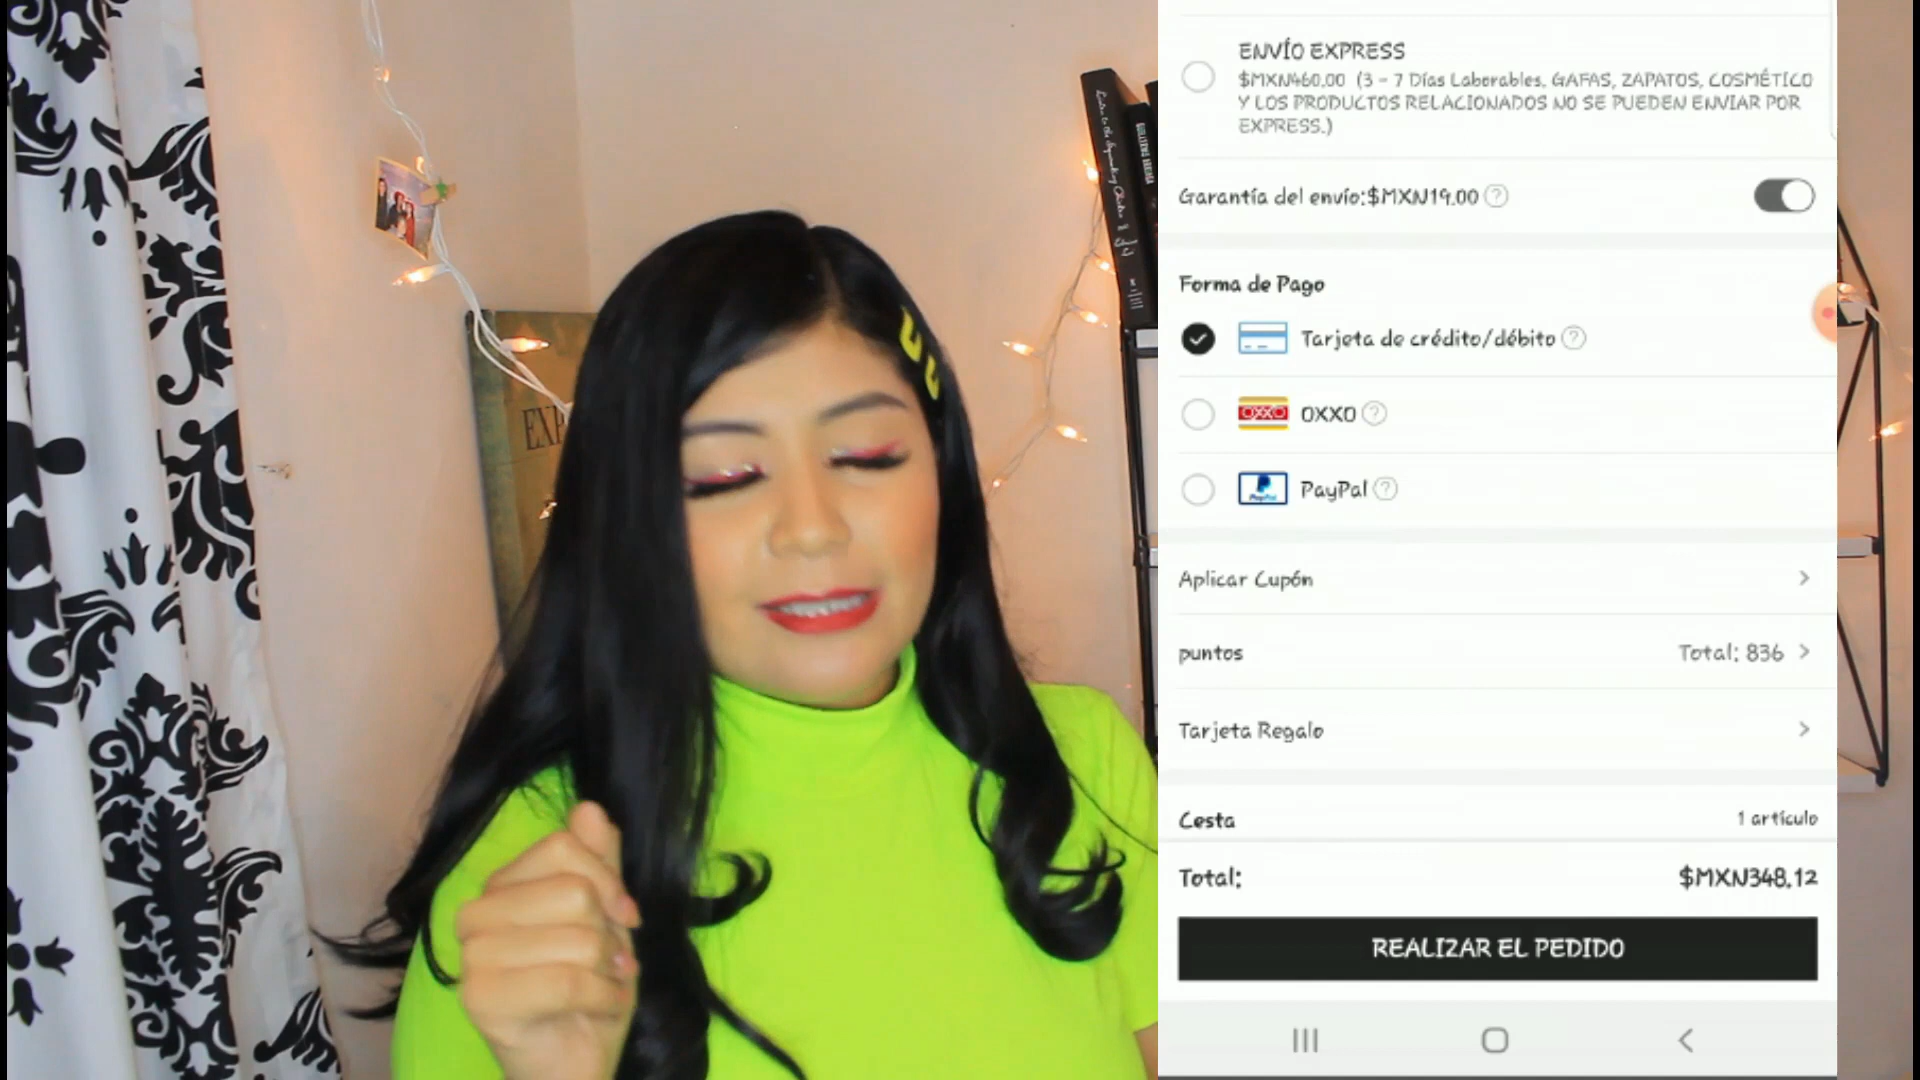 EXP
ENVÍO EXPRESS
$MXN460.00 (3 - 7 Días Laborables, GAFAS, ZAPATOS, COSMÉTICO
Y LOS PRODUCTOS RELACIONADOS NO SE PUEDEN ENVIAR POR
EXPRESS.)
Garantía del envío:$MXN19.00 ?
Forma de Pago
Tarjeta de crédito/débito ?
OXXO OXXO ?
PayPal PayPal ?
Aplicar Cupón
puntos Total: 836
Tarjeta Regalo
Cesta 1 artículo
Total: $MXN348.12
REALIZAR EL PEDIDO